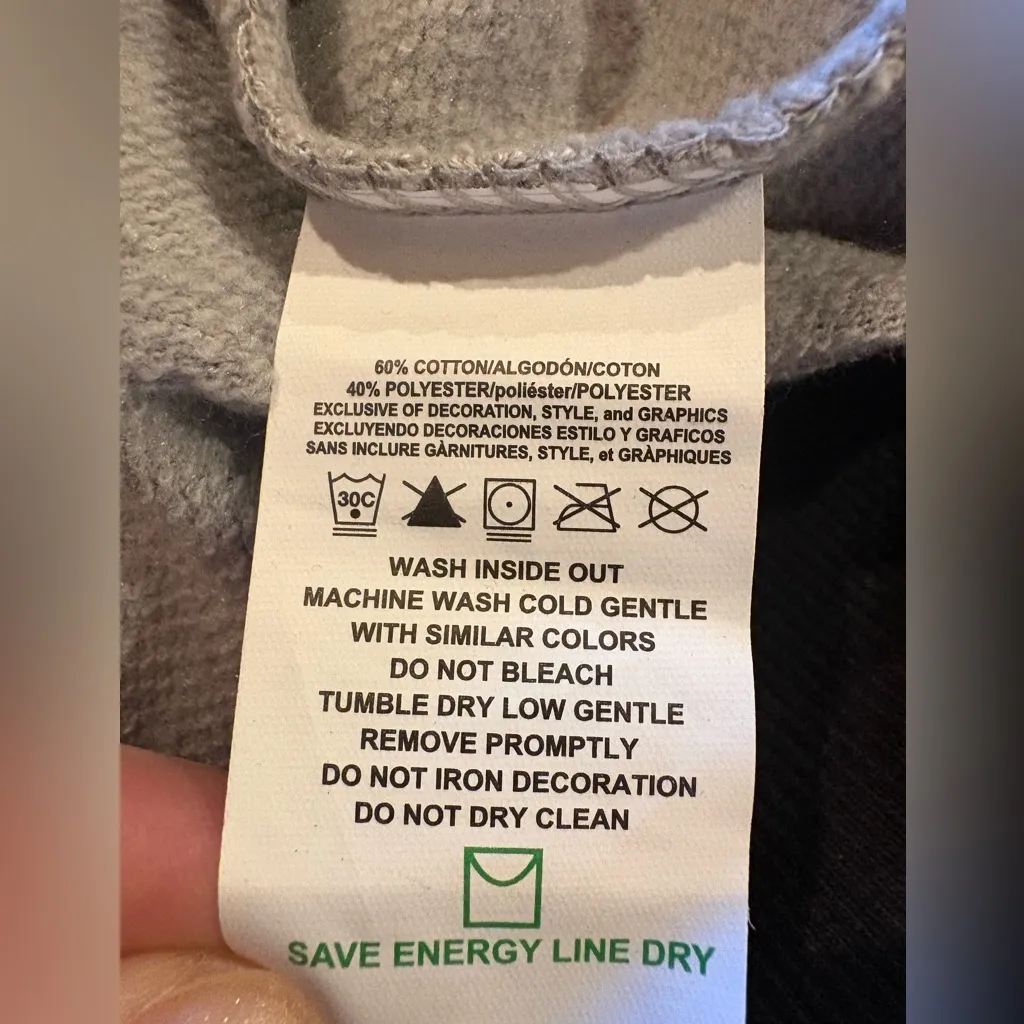 60% COTTON/ALGODÓN/COTON
40% POLYESTER/poliéster/POLYESTER
EXCLUSIVE OF DECORATION, STYLE, and GRAPHICS
EXCLUYENDO DECORACIONES ESTILO Y GRAFICOS
SANS INCLURE GÀRNITURES, STYLE, et GRÀPHIQUES
30C
WASH INSIDE OUT
MACHINE WASH COLD GENTLE
WITH SIMILAR COLORS
DO NOT BLEACH
TUMBLE DRY LOW GENTLE
REMOVE PROMPTLY
DO NOT IRON DECORATION
DO NOT DRY CLEAN
SAVE ENERGY LINE DRY